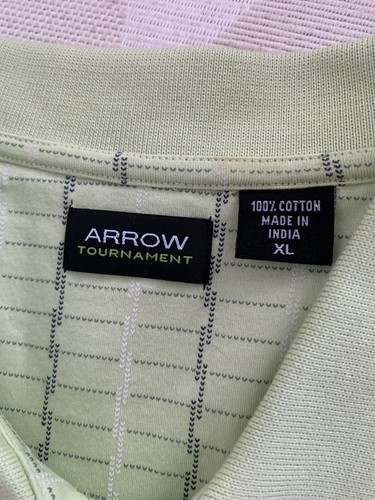 ARROW
TOURNAMENT
100% COTTON
MADE IN
INDIA
XL